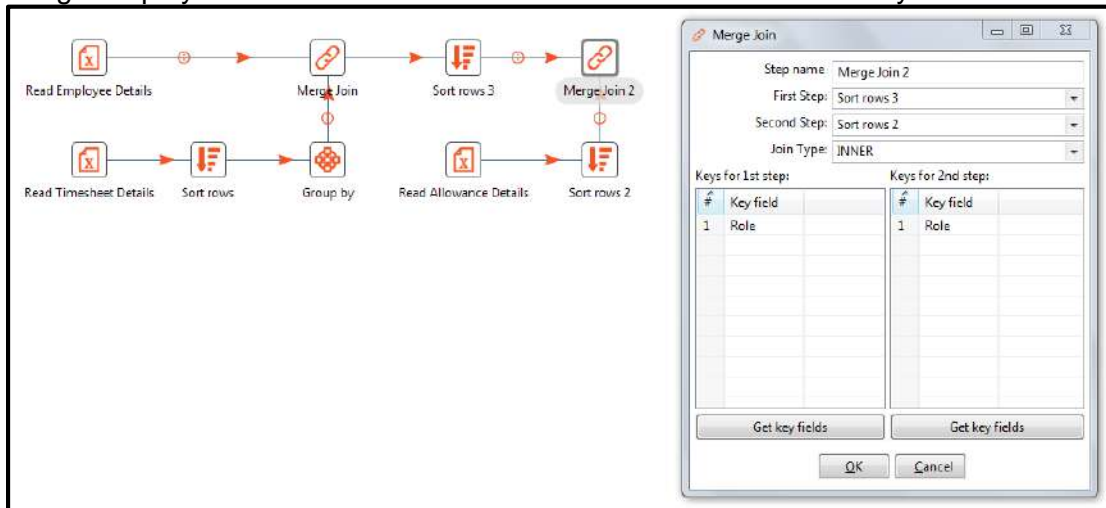 Merge Join
Step name: Merge Join 2
First Step: Sort rows 3
Second Step: Sort rows 2
Join Type: INNER
Keys for 1st step: Keys for 2nd step:
# Key field # Key field
1 Role 1 Role
Get key fields Get key fields
OK Cancel
Read Employee Details Merge Join Sort rows 3 Merge Join 2
Read Timesheet Details Sort rows Group by Read Allowance Details Sort rows 2